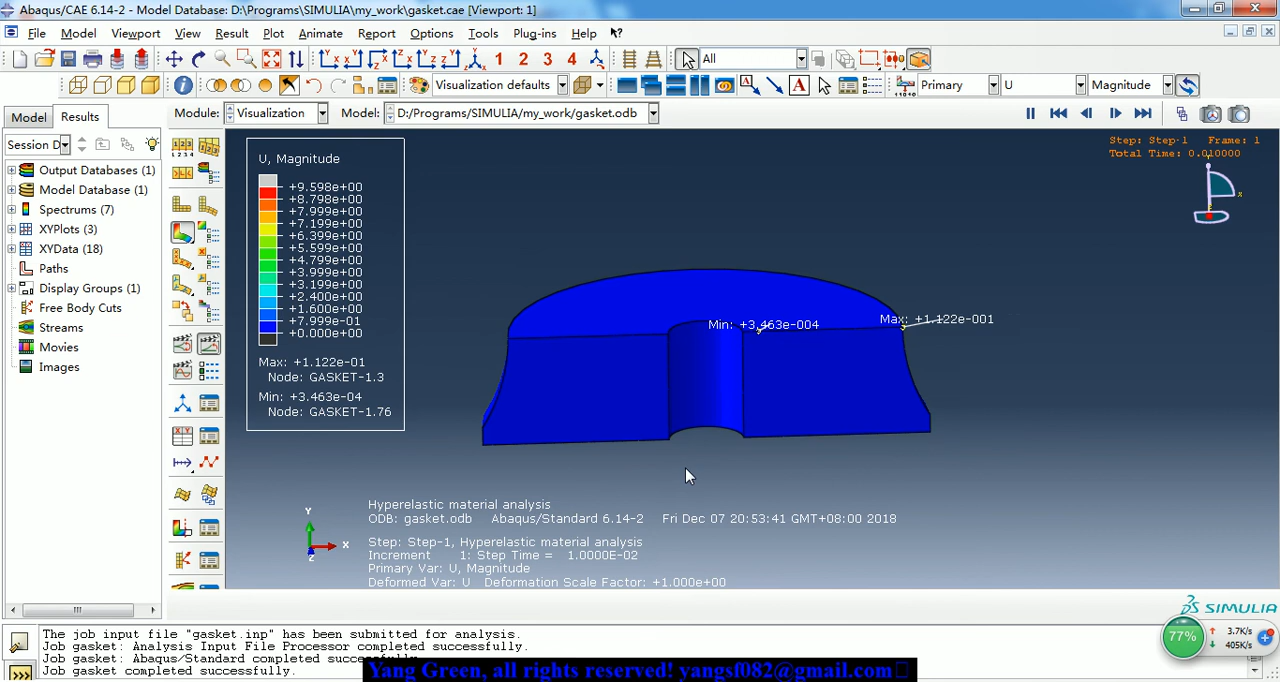 Abaqus/CAE 6.14-2 - Model Database: D:\Programs\SIMULIA\my_work\gasket.cae [Viewport: 1]
File Model Viewport View Result Plot Animate Report Options Tools Plug-ins Help
1 2 3 4 All
Visualization defaults Primary U Magnitude
Model Results Module: Visualization Model: D:/Programs/SIMULIA/my_work/gasket.odb
Session D
Output Databases (1)
Model Database (1)
Spectrums (7)
XYPlots (3)
XYData (18)
Paths
Display Groups (1)
Free Body Cuts
Streams
Movies
Images
Step: Step-1 Frame: 1
Total Time: 0.010000
U, Magnitude
+9.598e+00
+8.798e+00
+7.999e+00
+7.199e+00
+6.399e+00
+5.599e+00
+4.799e+00
+3.999e+00
+3.199e+00
+2.400e+00
+1.600e+00
+7.999e-01
+0.000e+00
Max: +1.122e-01
Node: GASKET-1.3
Min: +3.463e-04
Node: GASKET-1.76
Min: +3.463e-004
Max: +1.122e-001
Y
X
Z
Hyperelastic material analysis
ODB: gasket.odb Abaqus/Standard 6.14-2 Fri Dec 07 20:53:41 GMT+08:00 2018
Step: Step-1, Hyperelastic material analysis
Increment 1: Step Time = 1.0000E-02
Primary Var: U, Magnitude
Deformed Var: U Deformation Scale Factor: +1.000e+00
SIMULIA
77% 3.7K/s
405K/s
The job input file "gasket.inp" has been submitted for analysis.
Job gasket: Analysis Input File Processor completed successfully.
Job gasket: Abaqus/Standard completed successfully.
Job gasket completed successfully.
Yang Green, all rights reserved! yangsf082@gmail.com